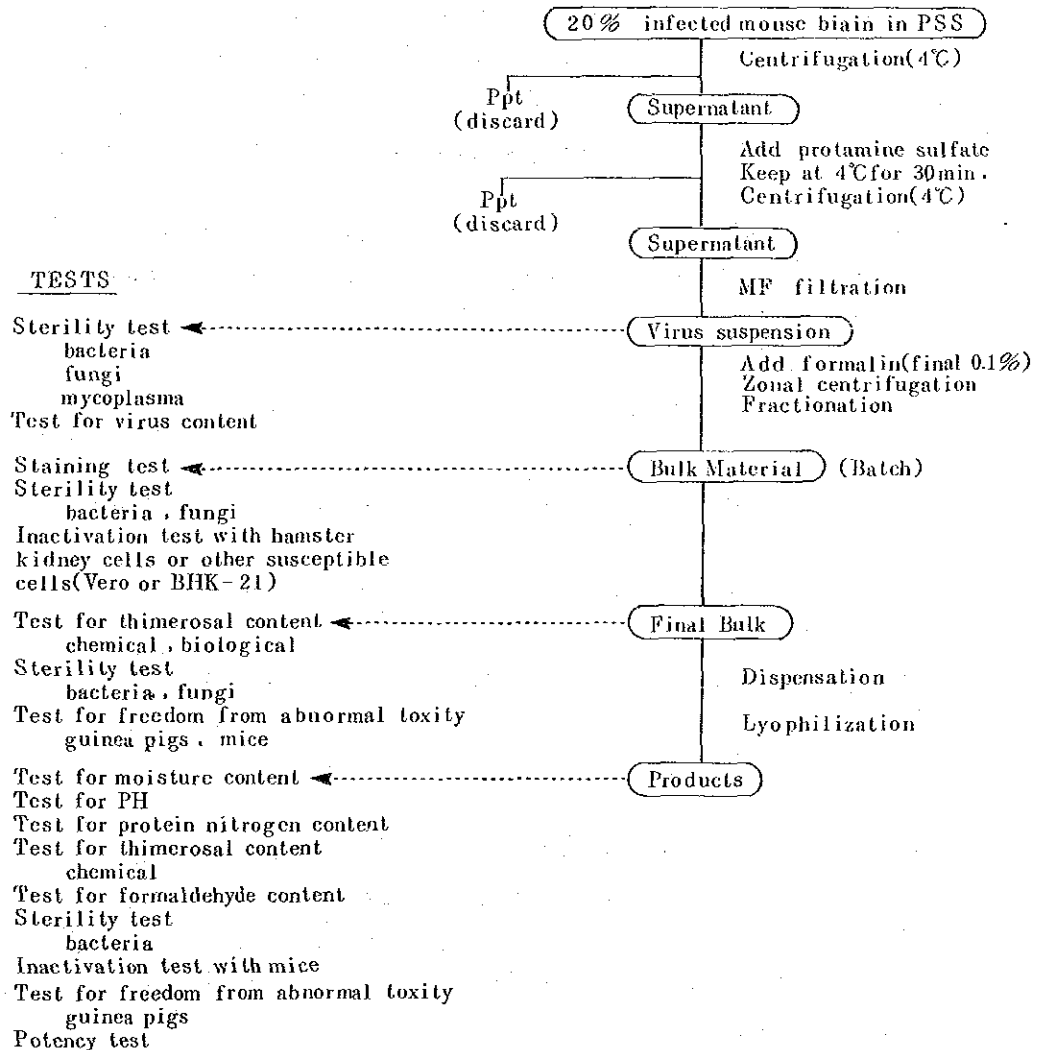 20% infected mouse biain in PSS
Centrifugation(4℃)
Ppt
(discard)
Supernatant
Add protamine sulfate
Keep at 4℃ for 30min.
Centrifugation(4℃)
Ppt
(discard)
Supernatant
MF filtration
TESTS
Sterility test
bacteria
fungi
mycoplasma
Test for virus content
Virus suspension
Add formalin(final 0.1%)
Zonal centrifugation
Fractionation
Staining test
Sterility test
bacteria, fungi
Inactivation test with hamster
kidney cells or other susceptible
cells(Vero or BHK-21)
Bulk Material (Batch)
Test for thimerosal content
chemical, biological
Sterility test
bacteria, fungi
Test for freedom from abnormal toxity
guinea pigs, mice
Final Bulk
Dispensation
Lyophilization
Test for moisture content
Test for PH
Test for protein nitrogen content
Test for thimerosal content
chemical
Test for formaldehyde content
Sterility test
bacteria
Inactivation test with mice
Test for freedom from abnormal toxity
guinea pigs
Potency test
Products